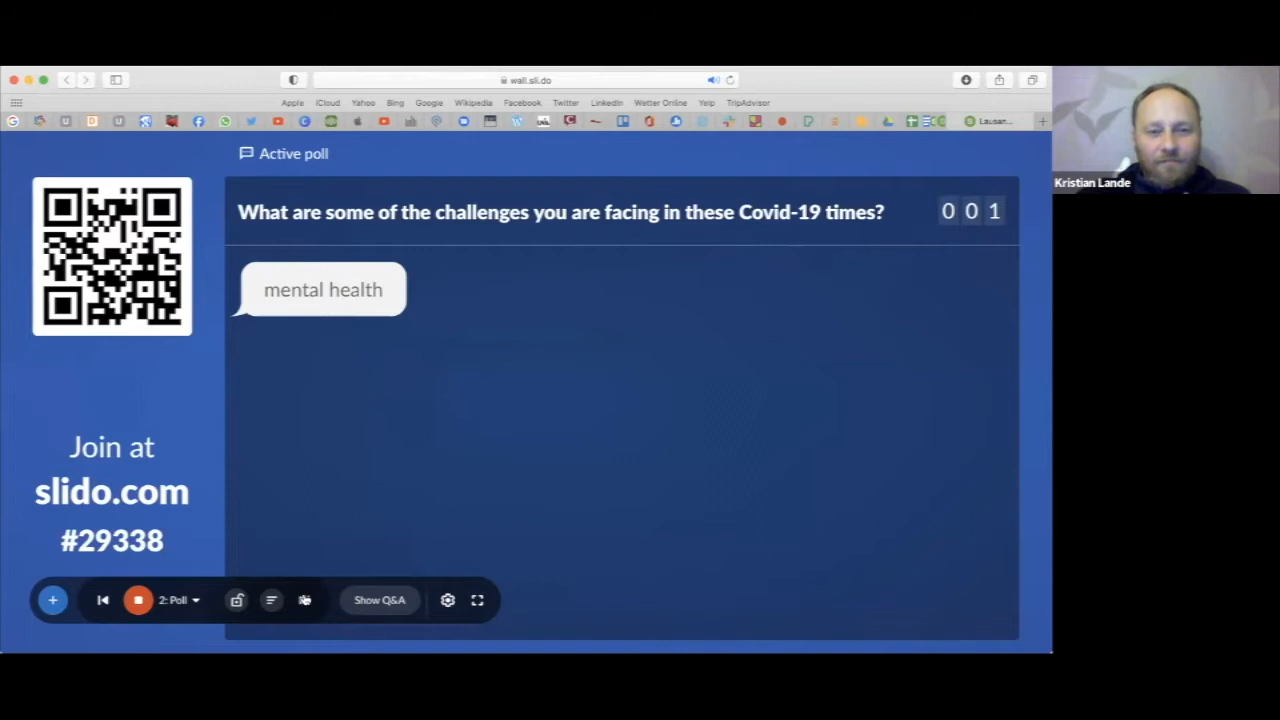 wall.sli.do
Apple iCloud Yahoo Bing Google Wikipedia Facebook Twitter LinkedIn Wetter Online Yelp TripAdvisor
Lausan...
Active poll
What are some of the challenges you are facing in these Covid-19 times?
0 0 1
mental health
Kristian Lande
Join at
slido.com
#29338
2: Poll
Show Q&A